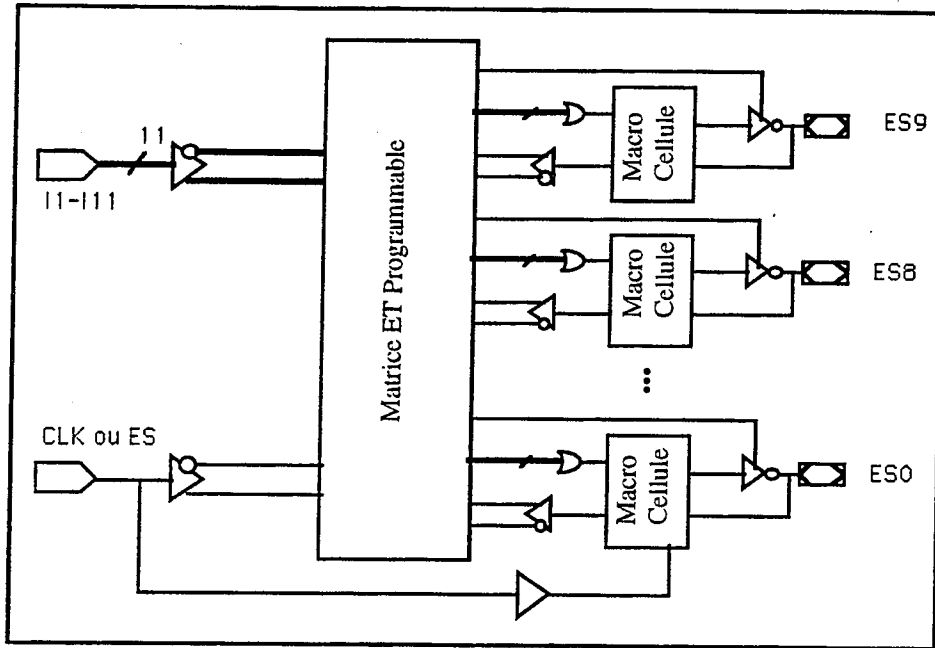 11
I1-I11
CLK ou ES
Matrice ET Programmable
Macro
Cellule
ES9
Macro
Cellule
ES8
...
Macro
Cellule
ES0